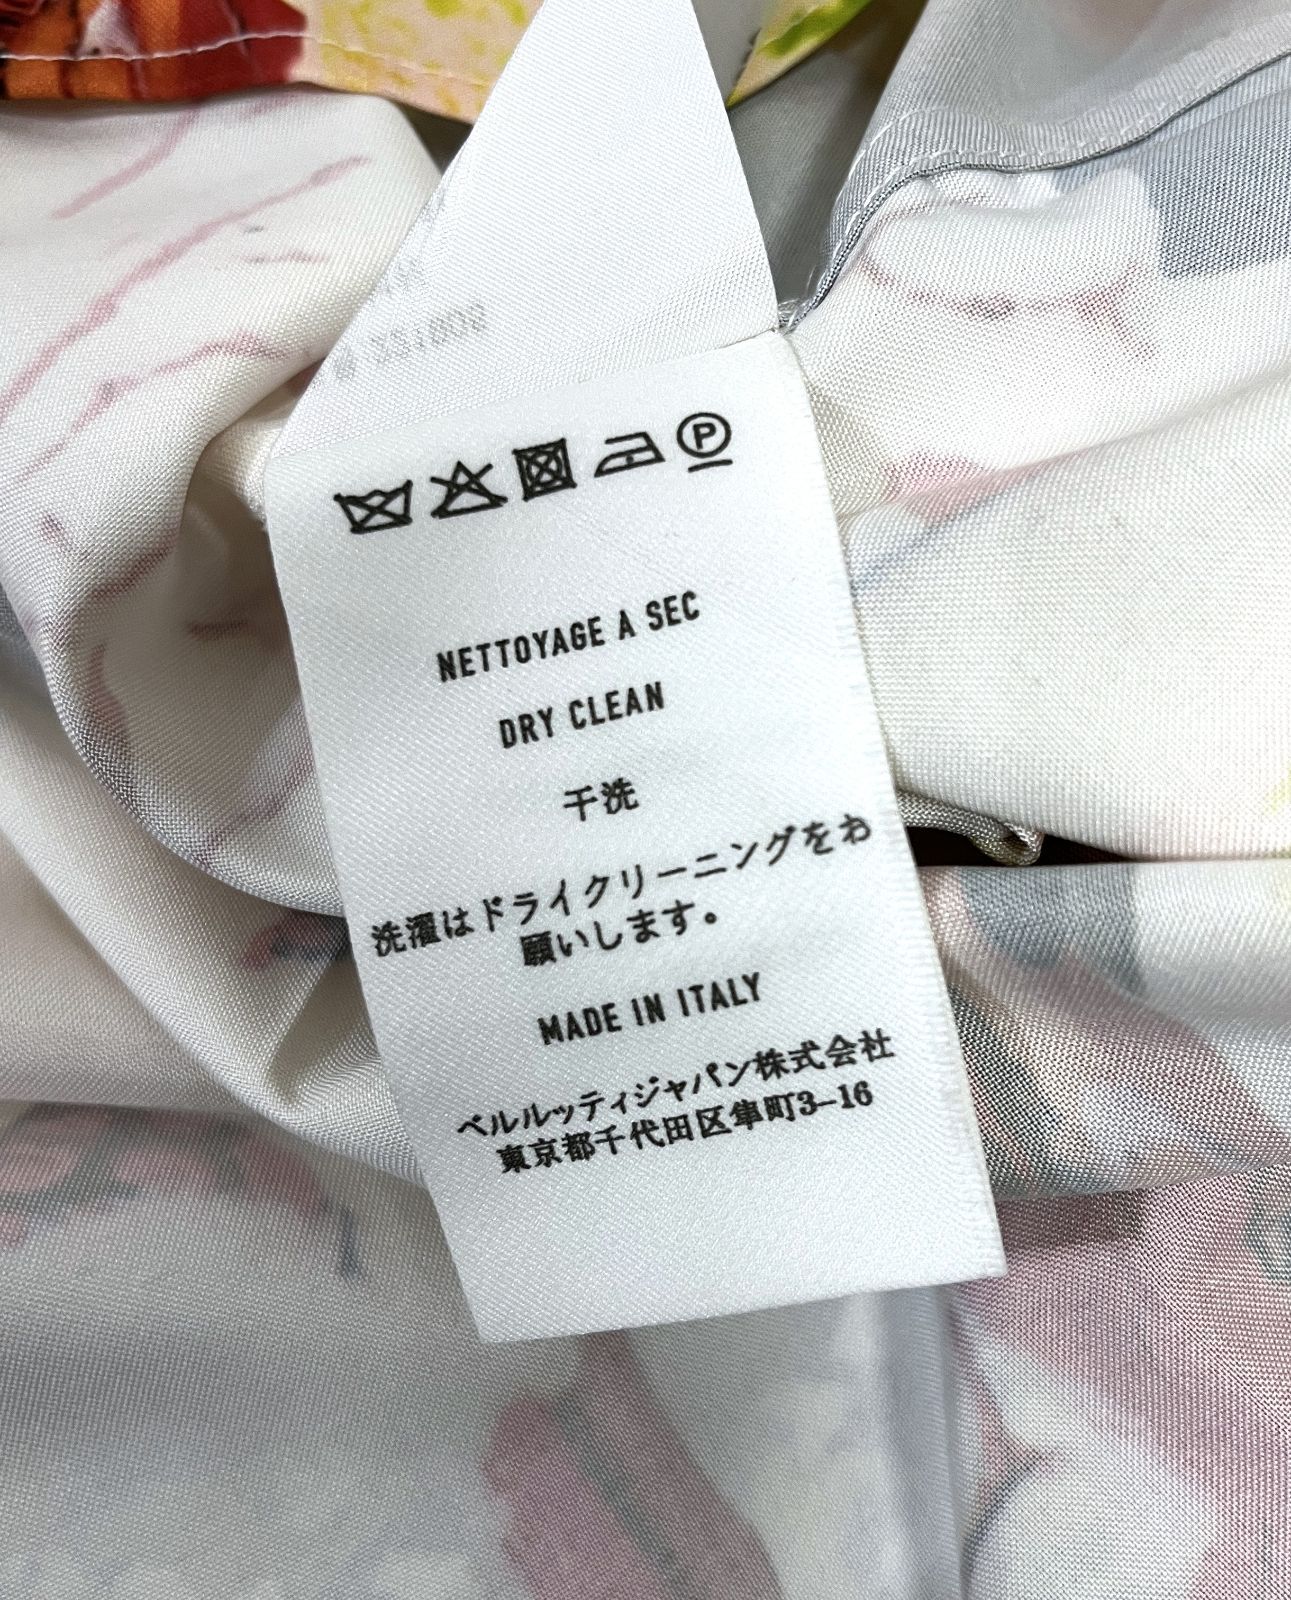 P
NETTOYAGE A SEC
DRY CLEAN
干洗
洗濯はドライクリーニングをお
願いします。
MADE IN ITALY
ベルルッティジャパン株式会社
東京都千代田区隼町3-16